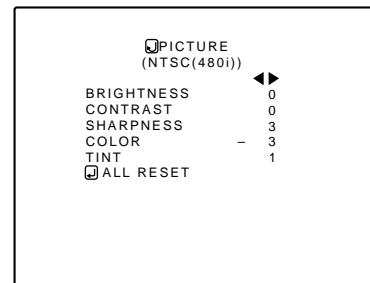 PICTURE
(NTSC(480i))
BRIGHTNESS 0
CONTRAST 0
SHARPNESS 3
COLOR – 3
TINT 1
ALL RESET